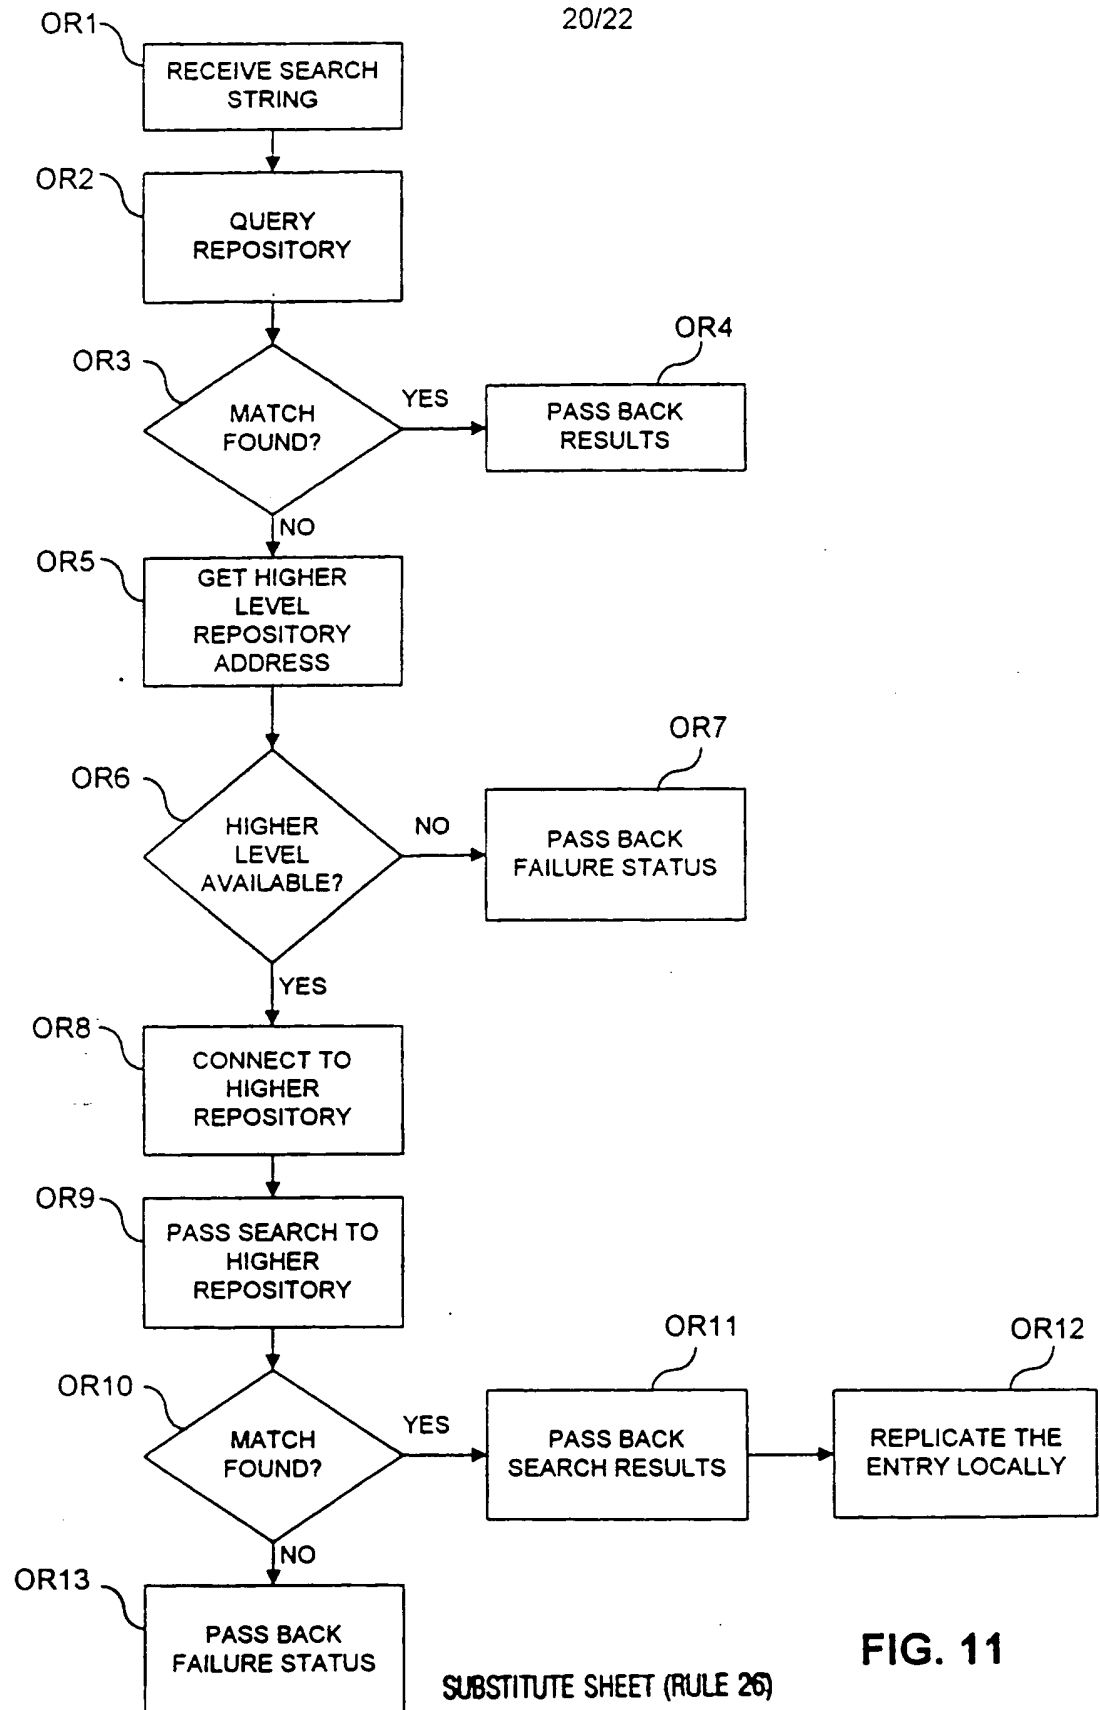 20/22
OR1
RECEIVE SEARCH
STRING
OR2
QUERY
REPOSITORY
OR3
MATCH
FOUND?
YES
OR4
PASS BACK
RESULTS
NO
OR5
GET HIGHER
LEVEL
REPOSITORY
ADDRESS
OR6
HIGHER
LEVEL
AVAILABLE?
NO
OR7
PASS BACK
FAILURE STATUS
YES
OR8
CONNECT TO
HIGHER
REPOSITORY
OR9
PASS SEARCH TO
HIGHER
REPOSITORY
OR10
MATCH
FOUND?
YES
OR11
PASS BACK
SEARCH RESULTS
OR12
REPLICATE THE
ENTRY LOCALLY
NO
OR13
PASS BACK
FAILURE STATUS
FIG. 11
SUBSTITUTE SHEET (RULE 26)